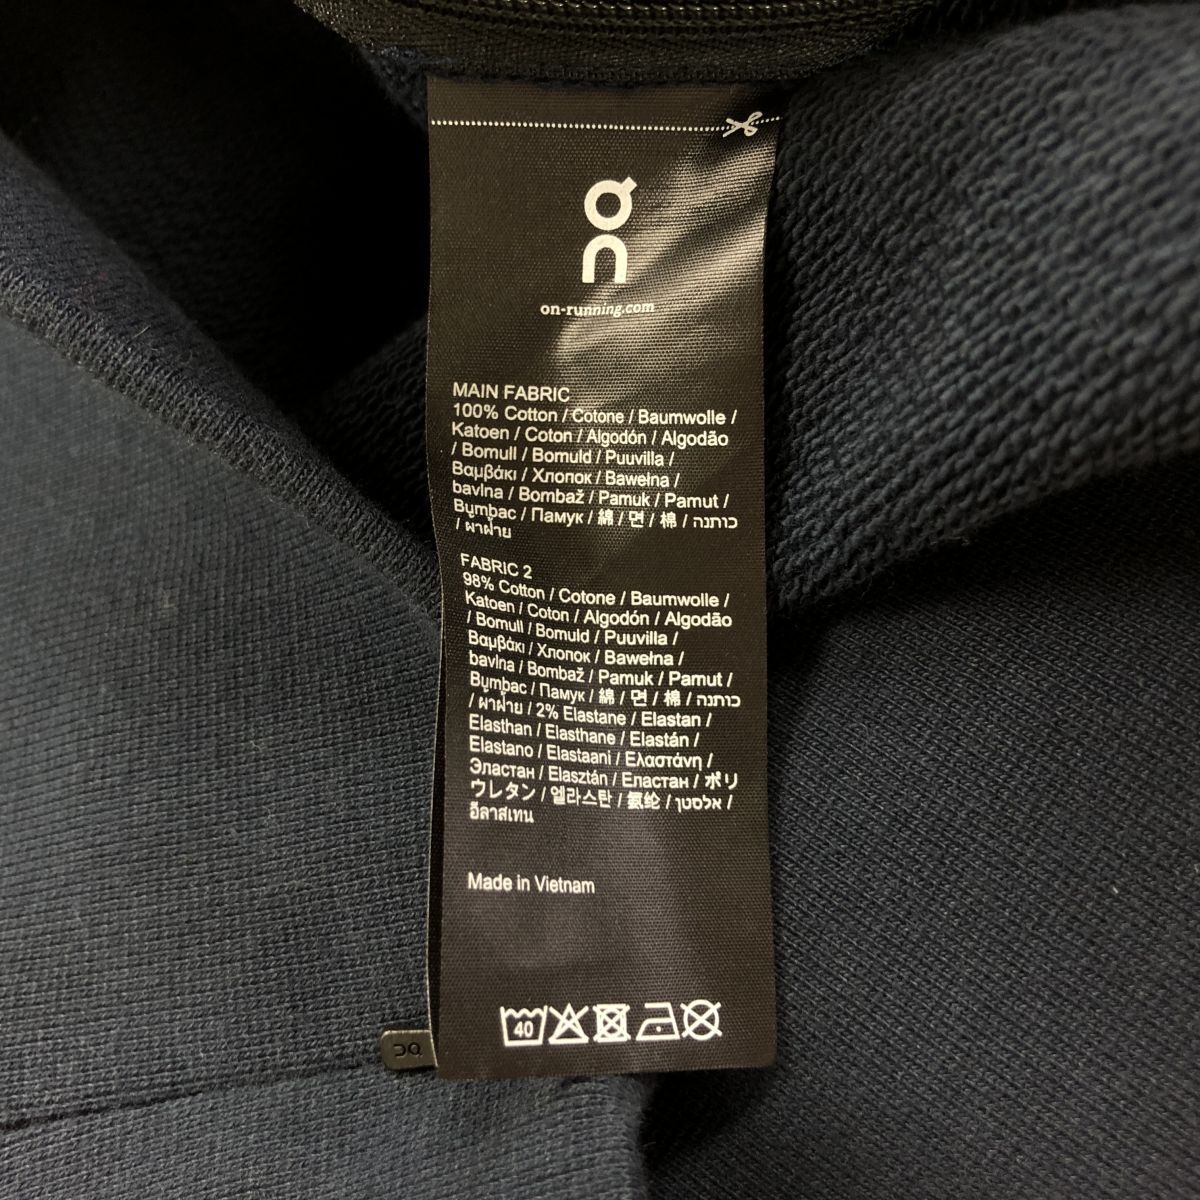 on-running.com
MAIN FABRIC
100% Cotton / Cotone / Baumwolle /
Katoen / Coton / Algodón / Algodão
/ Bomull / Bomuld / Puuvilla /
Βαμβάκι / Хлопок / Bawełna /
bavlna / Bombaž / Pamuk / Pamut /
Bumbac / Памук / 綿 / 면 / 棉 / כותנה
/ ผ้าฝ้าย
FABRIC 2
98% Cotton / Cotone / Baumwolle /
Katoen / Coton / Algodón / Algodão
/ Bomull / Bomuld / Puuvilla /
Βαμβάκι / Хлопок / Bawełna /
bavlna / Bombaž / Pamuk / Pamut /
Bumbac / Памук / 綿 / 면 / 棉 / כותנה
/ ผ้าฝ้าย / 2% Elastane / Elastan /
Elasthan / Elasthane / Elastán /
Elastano / Elastaani / Ελαστάνη /
Эластан / Elasztán / Еластан / ポリ
ウレタン / 엘라스탄 / 氨纶 / אלסטן /
อีลาสเทน
Made in Vietnam
40